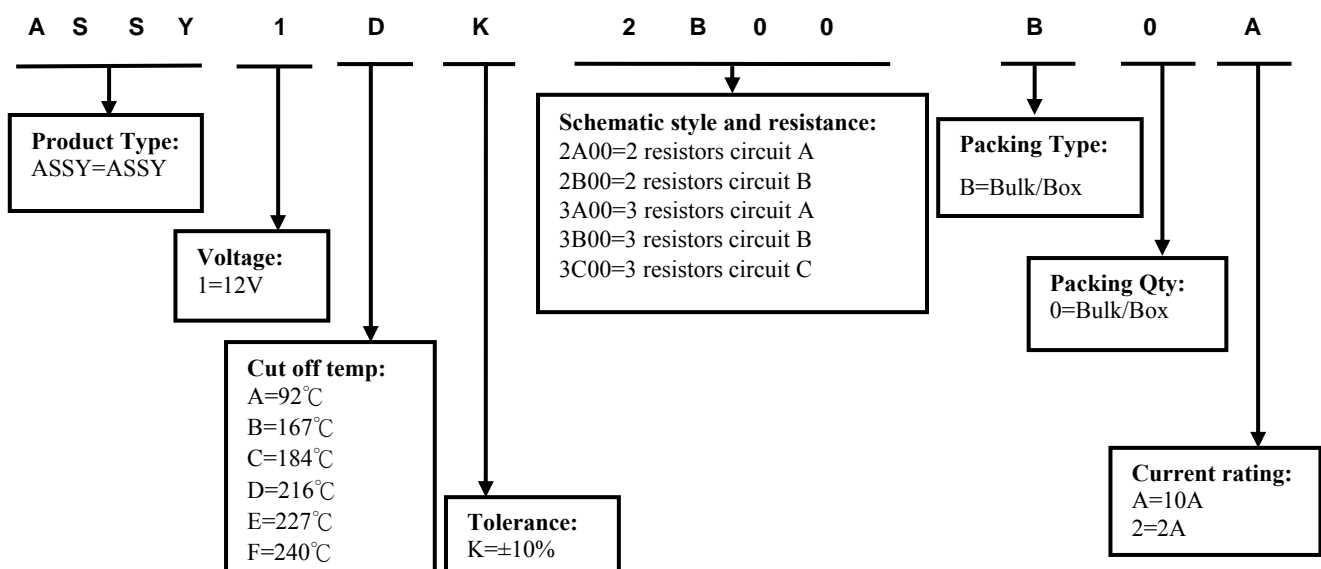 A S S Y 1 D K 2 B 0 0 B 0 A
Product Type:
ASSY=ASSY
Voltage:
1=12V
Cut off temp:
A=92℃
B=167℃
C=184℃
D=216℃
E=227℃
F=240℃
Tolerance:
K=±10%
Schematic style and resistance:
2A00=2 resistors circuit A
2B00=2 resistors circuit B
3A00=3 resistors circuit A
3B00=3 resistors circuit B
3C00=3 resistors circuit C
Packing Type:
B=Bulk/Box
Packing Qty:
0=Bulk/Box
Current rating:
A=10A
2=2A